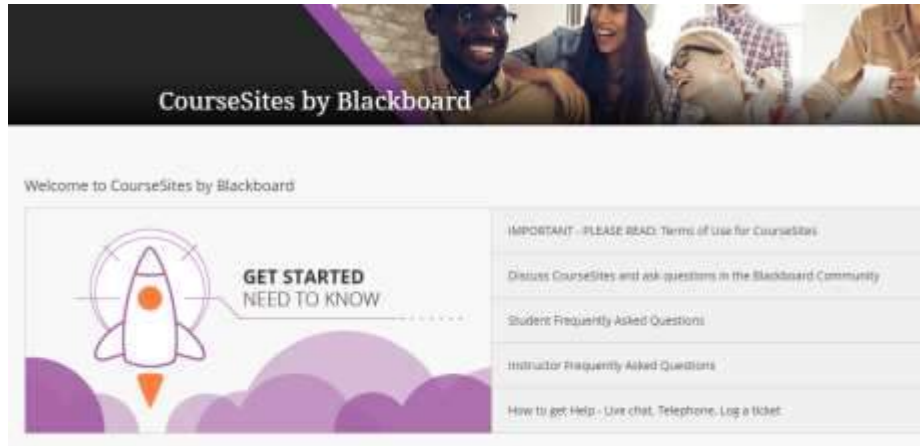 CourseSites by Blackboard
Welcome to CourseSites by Blackboard
GET STARTED
NEED TO KNOW
IMPORTANT - PLEASE READ: Terms of Use for CourseSites
Discuss CourseSites and ask questions in the Blackboard Community
Student Frequently Asked Questions
Instructor Frequently Asked Questions
How to get Help - Live chat, Telephone, Log a ticket